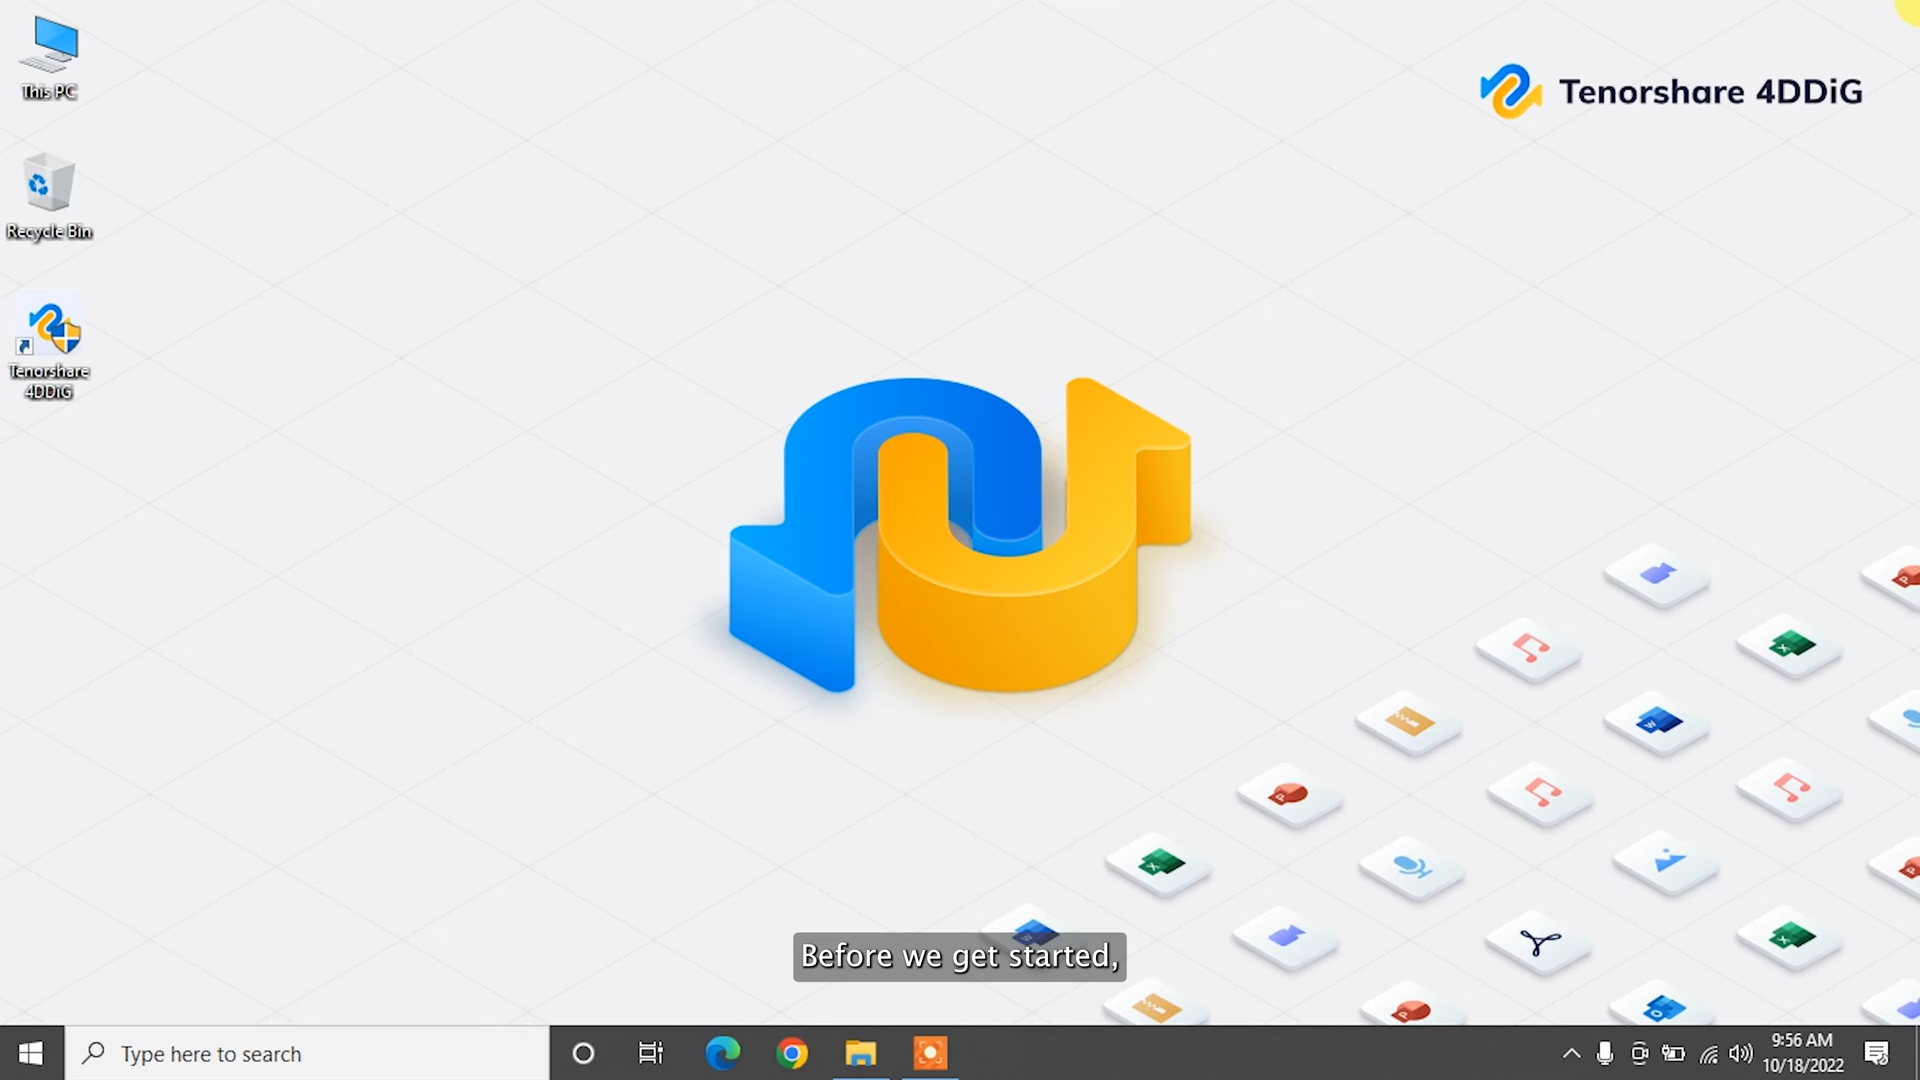 This PC
Recycle Bin
Tenorshare
4DDiG
Tenorshare 4DDiG
Before we get started,
Type here to search
9:56 AM
10/18/2022